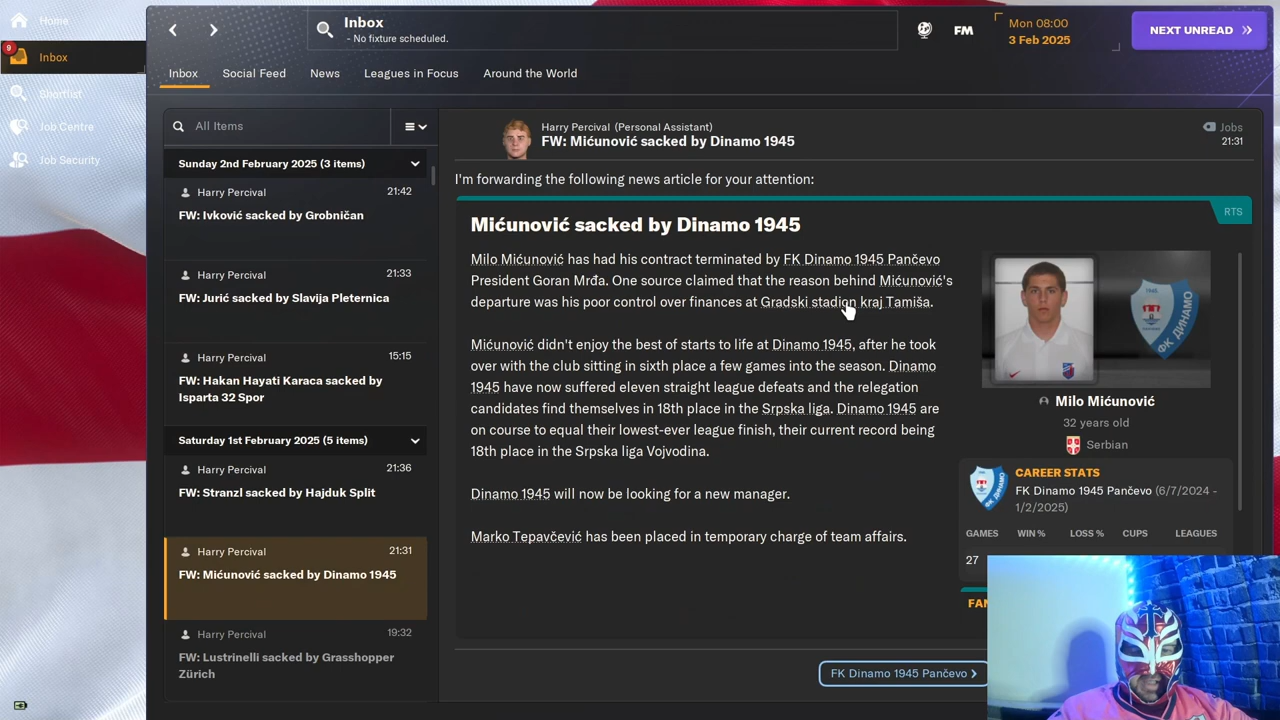 Home
9
Inbox
Shortlist
Job Centre
Job Security
Inbox
- No fixture scheduled.
FM
Mon 08:00
3 Feb 2025
NEXT UNREAD
Inbox
Social Feed
News
Leagues in Focus
Around the World
All Items
Sunday 2nd February 2025 (3 items)
Harry Percival 21:42
FW: Ivković sacked by Grobničan
Harry Percival 21:33
FW: Jurić sacked by Slavija Pleternica
Harry Percival 15:15
FW: Hakan Hayati Karaca sacked by
Isparta 32 Spor
Saturday 1st February 2025 (5 items)
Harry Percival 21:36
FW: Stranzl sacked by Hajduk Split
Harry Percival 21:31
FW: Mićunović sacked by Dinamo 1945
Harry Percival 19:32
FW: Lustrinelli sacked by Grasshopper
Zürich
Harry Percival (Personal Assistant)
FW: Mićunović sacked by Dinamo 1945
Jobs
21:31
I'm forwarding the following news article for your attention:
RTS
Mićunović sacked by Dinamo 1945
Milo Mićunović has had his contract terminated by FK Dinamo 1945 Pančevo
President Goran Mrđa. One source claimed that the reason behind Mićunović's
departure was his poor control over finances at Gradski stadion kraj Tamiša.
Mićunović didn't enjoy the best of starts to life at Dinamo 1945, after he took
over with the club sitting in sixth place a few games into the season. Dinamo
1945 have now suffered eleven straight league defeats and the relegation
candidates find themselves in 18th place in the Srpska liga. Dinamo 1945 are
on course to equal their lowest-ever league finish, their current record being
18th place in the Srpska liga Vojvodina.
Dinamo 1945 will now be looking for a new manager.
Marko Tepavčević has been placed in temporary charge of team affairs.
ФК ДИНАМО
Milo Mićunović
32 years old
Serbian
CAREER STATS
FK Dinamo 1945 Pančevo (6/7/2024 -
1/2/2025)
GAMES WIN % LOSS % CUPS LEAGUES
27
FK Dinamo 1945 Pančevo